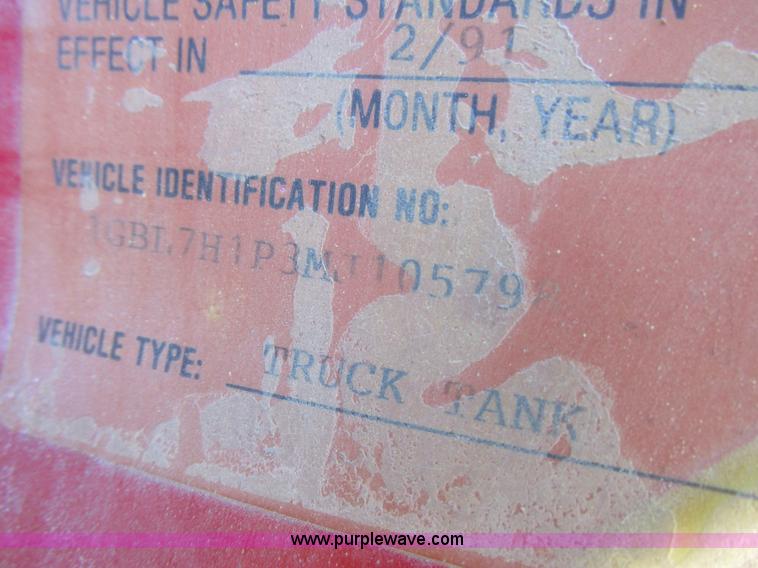 VEHICLE SAFETY STANDARDS IN
EFFECT IN 2/91
(MONTH, YEAR)
VEHICLE IDENTIFICATION NO:
VEHICLE TYPE: TRUCK TANK
www.purplewave.com